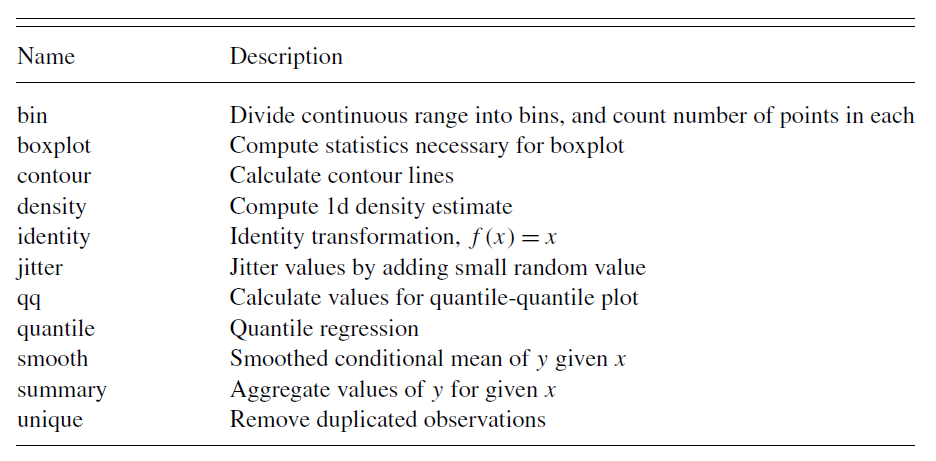 Name Description
bin Divide continuous range into bins, and count number of points in each
boxplot Compute statistics necessary for boxplot
contour Calculate contour lines
density Compute 1d density estimate
identity Identity transformation, f(x) = x
jitter Jitter values by adding small random value
qq Calculate values for quantile-quantile plot
quantile Quantile regression
smooth Smoothed conditional mean of y given x
summary Aggregate values of y for given x
unique Remove duplicated observations